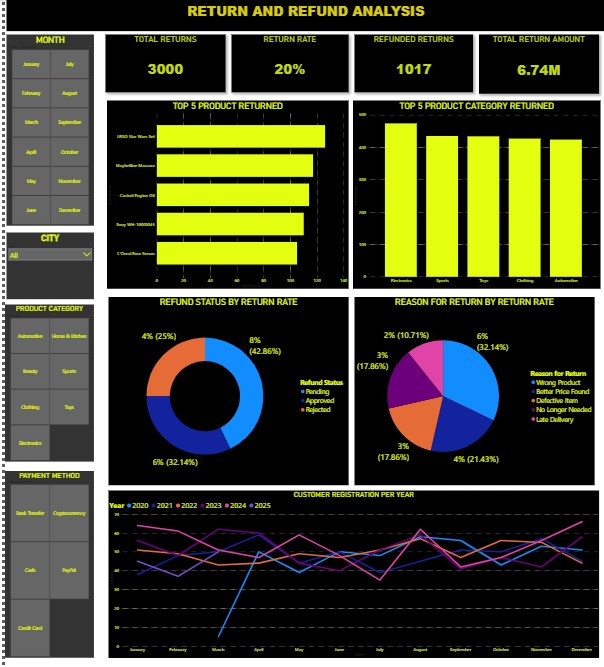 RETURN AND REFUND ANALYSIS
MONTH
January July
February August
March September
April October
May November
June December
CITY
All
PRODUCT CATEGORY
Automotive Home & Kitchen
Beauty Sports
Clothing Toys
Electronics
PAYMENT METHOD
Bank Transfer Cryptocurrency
Cash PayPal
Credit Card
TOTAL RETURNS
3000
RETURN RATE
20%
REFUNDED RETURNS
1017
TOTAL RETURN AMOUNT
6.74M
TOP 5 PRODUCT RETURNED
LEGO Star Wars Set
Maybelline Mascara
Castrol Engine Oil
Sony WH-1000XM4
L'Oreal Face Serum
0 20 40 60 80 100 120 140
TOP 5 PRODUCT CATEGORY RETURNED
500
400
300
200
100
0
Electronics Sports Toys Clothing Automotive
REFUND STATUS BY RETURN RATE
4% (25%)
8%
(42.86%)
6% (32.14%)
Refund Status
Pending
Approved
Rejected
REASON FOR RETURN BY RETURN RATE
2% (10.71%)
6%
(32.14%)
3%
(17.86%)
3%
(17.86%)
4% (21.43%)
Reason for Return
Wrong Product
Better Price Found
Defective Item
No Longer Needed
Late Delivery
CUSTOMER REGISTRATION PER YEAR
Year 2020 2021 2022 2023 2024 2025
70
60
50
40
30
20
10
0
January February March April May June July August September October November December